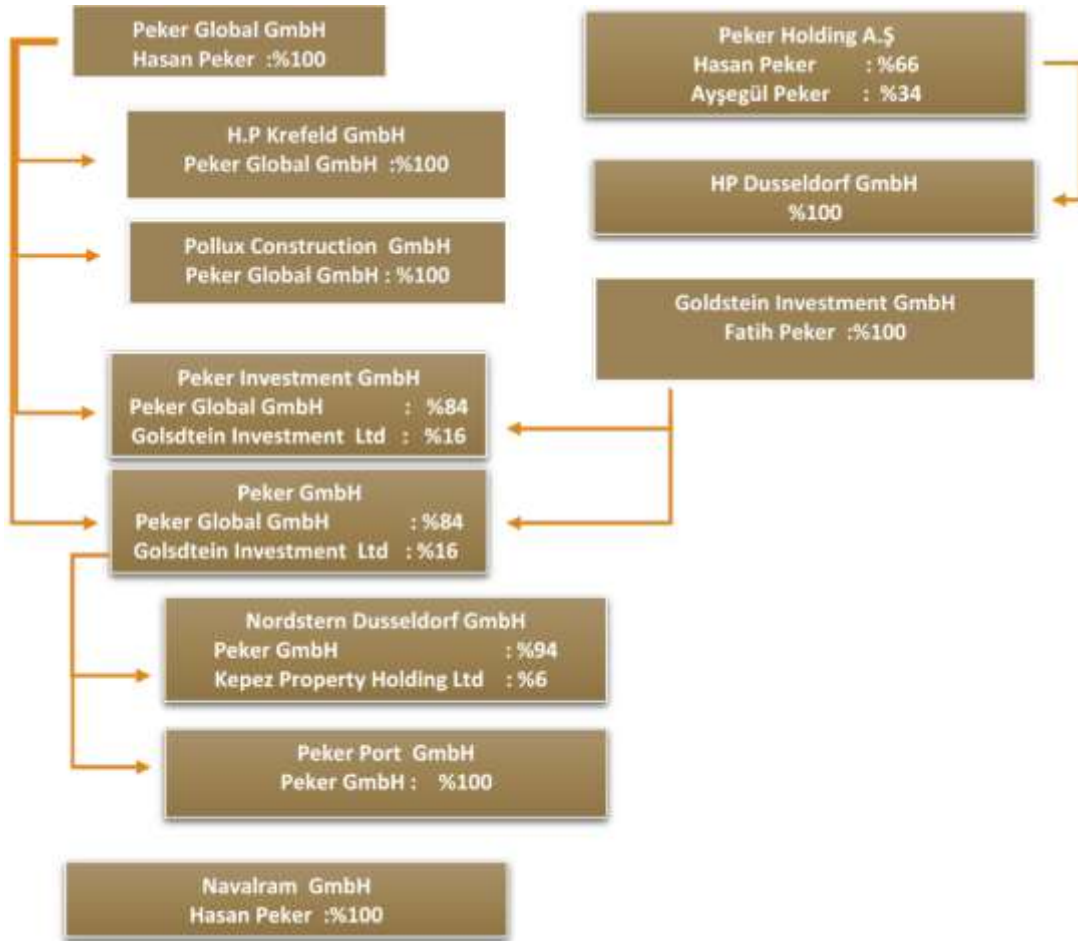 Peker Global GmbH
Hasan Peker :%100
H.P Krefeld GmbH
Peker Global GmbH :%100
Pollux Construction GmbH
Peker Global GmbH : %100
Peker Investment GmbH
Peker Global GmbH : %84
Golsdtein Investment Ltd : %16
Peker GmbH
Peker Global GmbH : %84
Golsdtein Investment Ltd : %16
Nordstern Dusseldorf GmbH
Peker GmbH : %94
Kepez Property Holding Ltd : %6
Peker Port GmbH
Peker GmbH : %100
Navalram GmbH
Hasan Peker :%100
Peker Holding A.Ş
Hasan Peker : %66
Ayşegül Peker : %34
HP Dusseldorf GmbH
%100
Goldstein Investment GmbH
Fatih Peker :%100